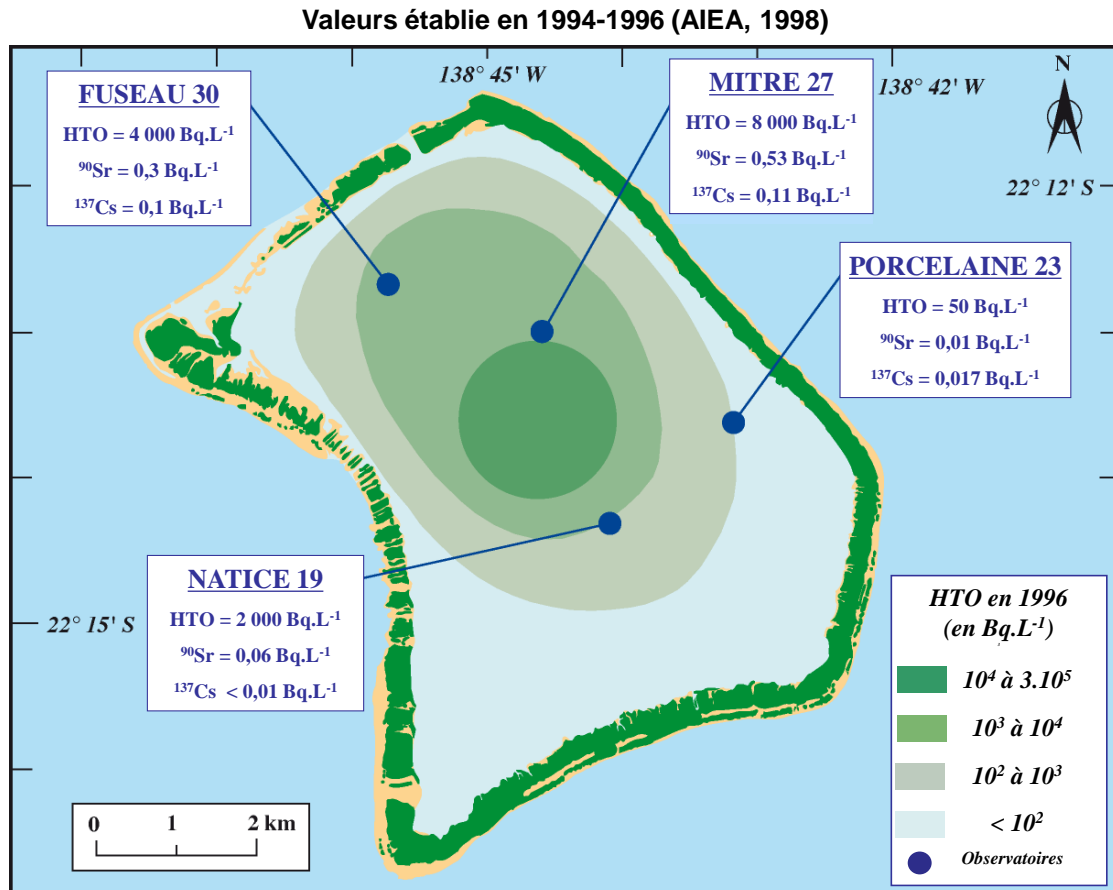 Valeurs établie en 1994-1996 (AIEA, 1998)
138° 45' W
138° 42' W
N
22° 12' S
22° 15' S
FUSEAU 30
HTO = 4 000 Bq.L⁻¹
⁹⁰Sr = 0,3 Bq.L⁻¹
¹³⁷Cs = 0,1 Bq.L⁻¹
MITRE 27
HTO = 8 000 Bq.L⁻¹
⁹⁰Sr = 0,53 Bq.L⁻¹
¹³⁷Cs = 0,11 Bq.L⁻¹
PORCELAINE 23
HTO = 50 Bq.L⁻¹
⁹⁰Sr = 0,01 Bq.L⁻¹
¹³⁷Cs = 0,017 Bq.L⁻¹
NATICE 19
HTO = 2 000 Bq.L⁻¹
⁹⁰Sr = 0,06 Bq.L⁻¹
¹³⁷Cs < 0,01 Bq.L⁻¹
HTO en 1996
(en Bq.L⁻¹)
10⁴ à 3.10⁵
10³ à 10⁴
10² à 10³
< 10²
Observatoires
0 1 2 km